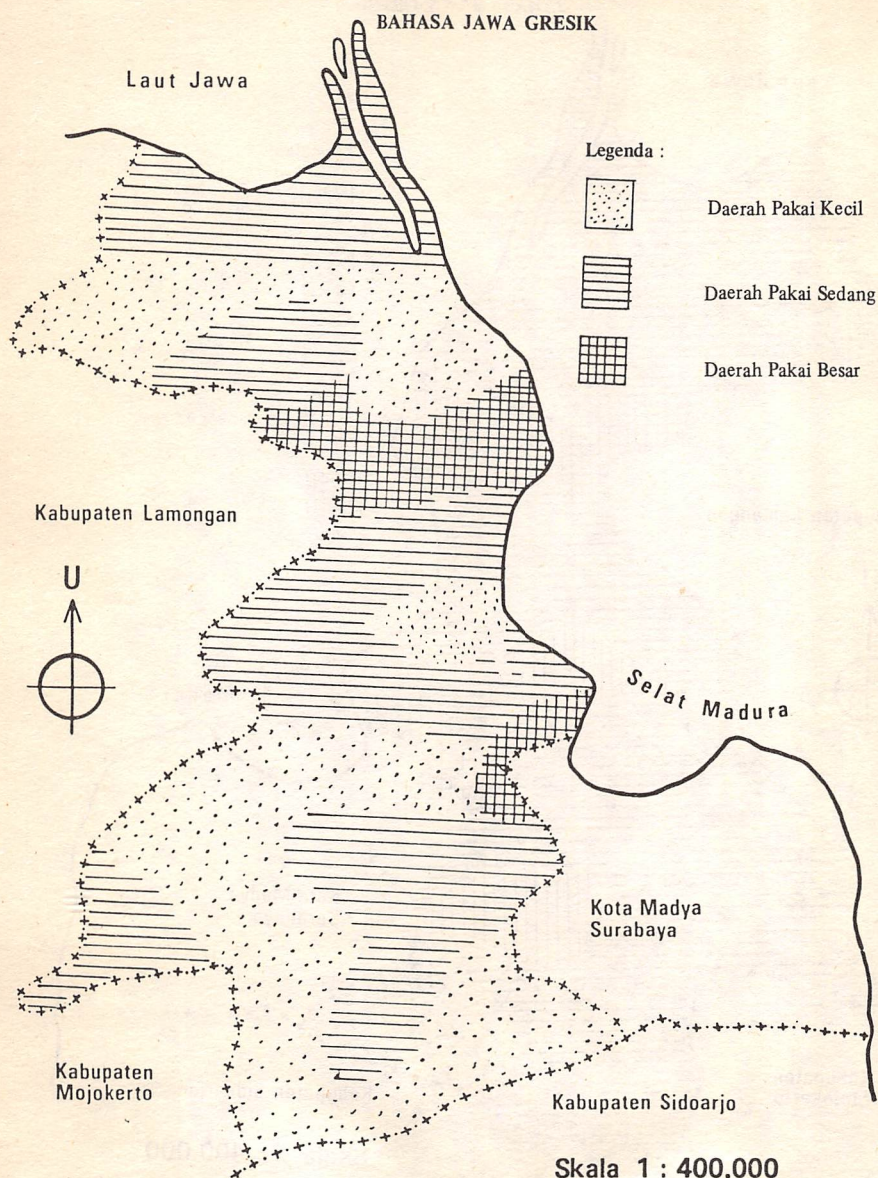 BAHASA JAWA GRESIK
Laut Jawa
Legenda :
Daerah Pakai Kecil
Daerah Pakai Sedang
Daerah Pakai Besar
Kabupaten Lamongan
U
Selat Madura
Kota Madya
Surabaya
Kabupaten
Mojokerto
Kabupaten Sidoarjo
Skala 1 : 400.000